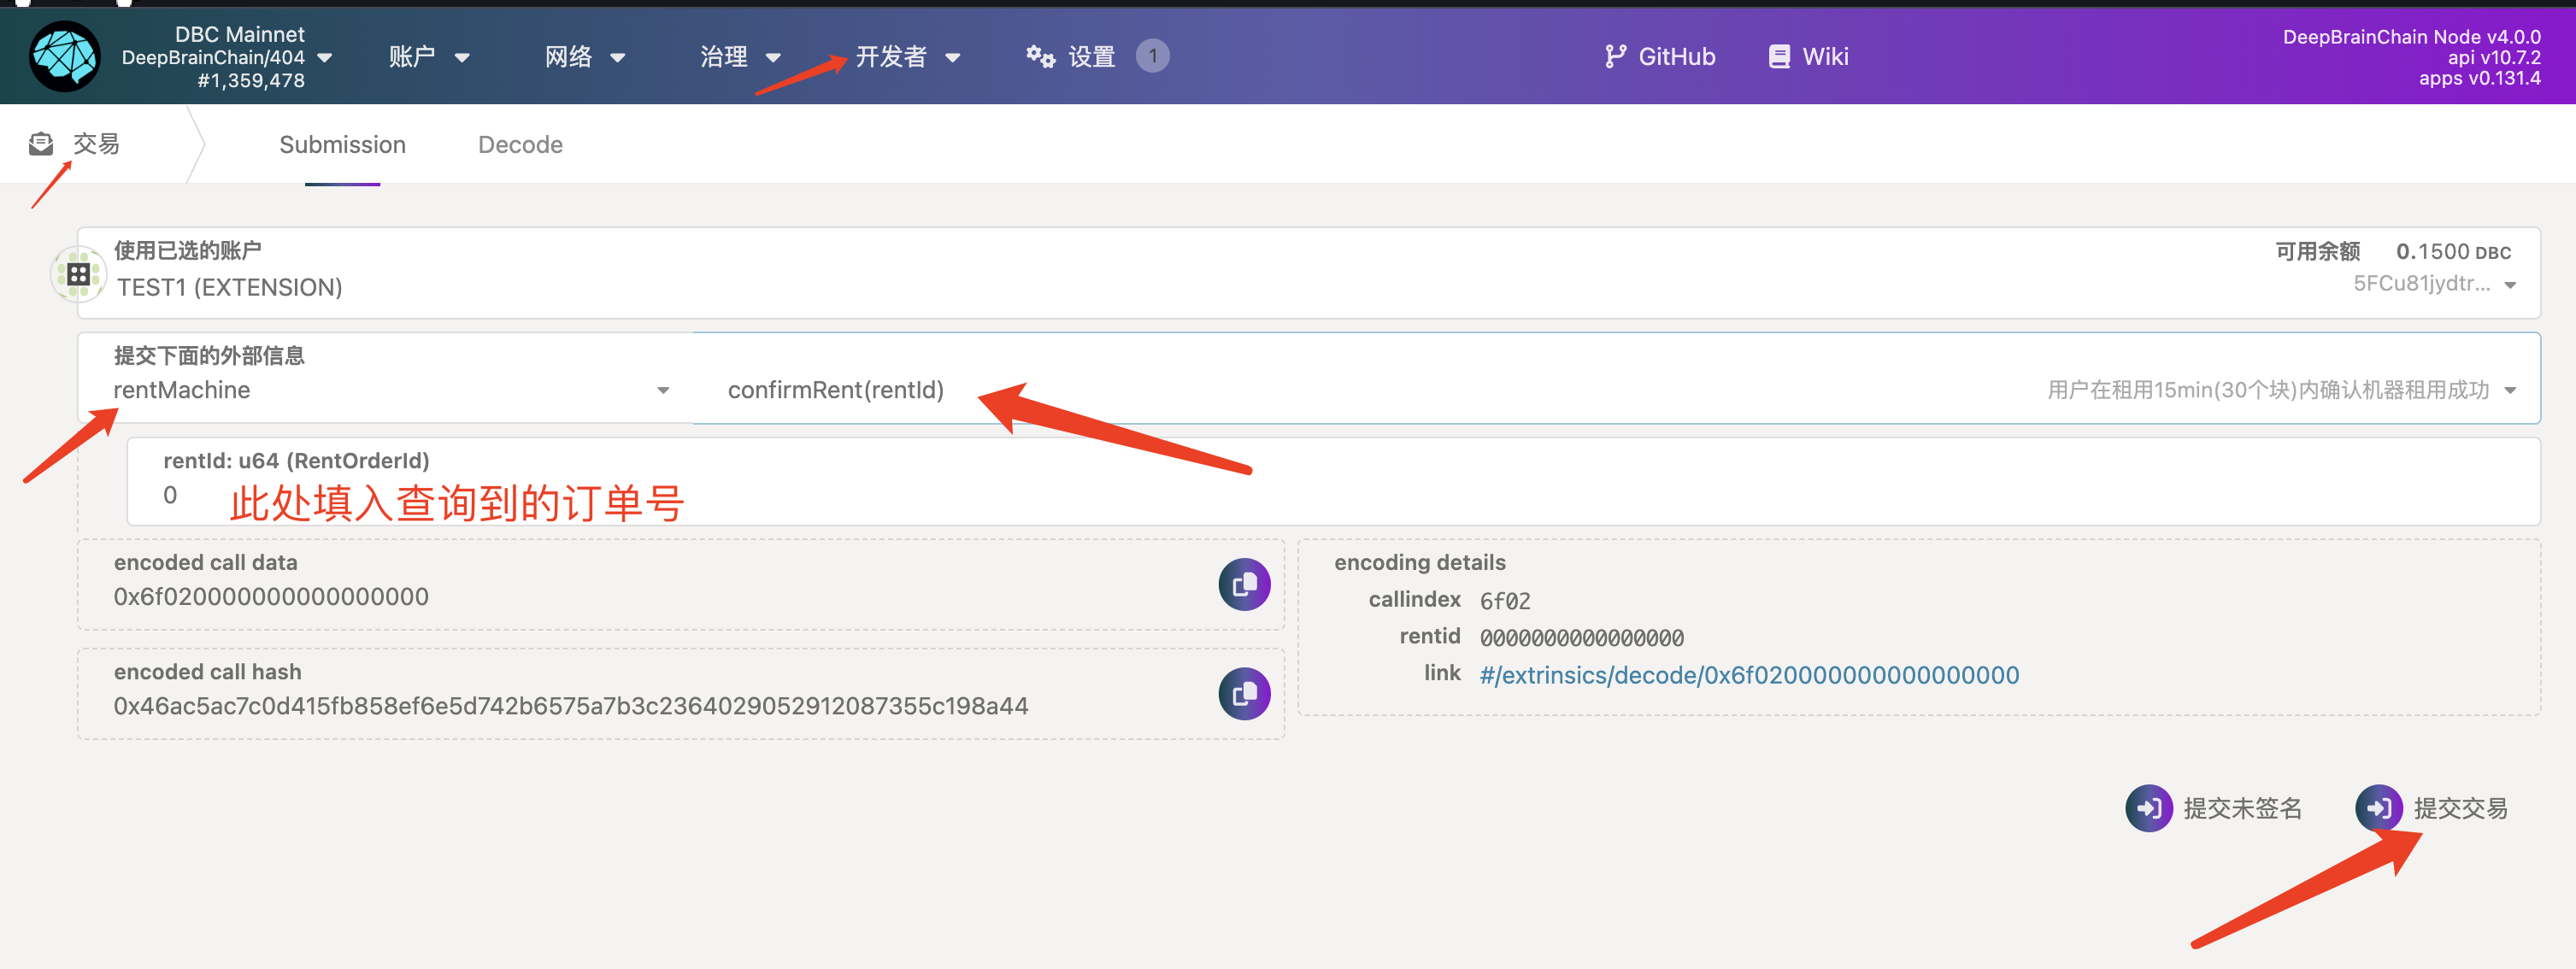 DBC Mainnet
DeepBrainChain/404
#1,359,478
账户
网络
治理
开发者
设置
1
GitHub
Wiki
DeepBrainChain Node v4.0.0
api v10.7.2
apps v0.131.4
交易
Submission
Decode
使用已选的账户
TEST1 (EXTENSION)
可用余额 0.1500 DBC
5FCu81jydtr...
提交下面的外部信息
rentMachine
confirmRent(rentId)
用户在租用15min(30个块)内确认机器租用成功
rentId: u64 (RentOrderId)
0
此处填入查询到的订单号
encoded call data
0x6f020000000000000000
encoded call hash
0x46ac5ac7c0d415fb858ef6e5d742b6575a7b3c2364029052912087355c198a44
encoding details
callindex 6f02
rentid 0000000000000000
link #/extrinsics/decode/0x6f020000000000000000
提交未签名
提交交易